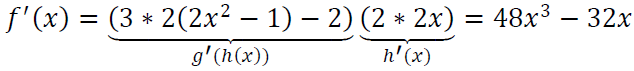 f′(x) = (3 * 2(2x² − 1) − 2) (2 * 2x) = 48x³ − 32x
g′(h(x)) h′(x)